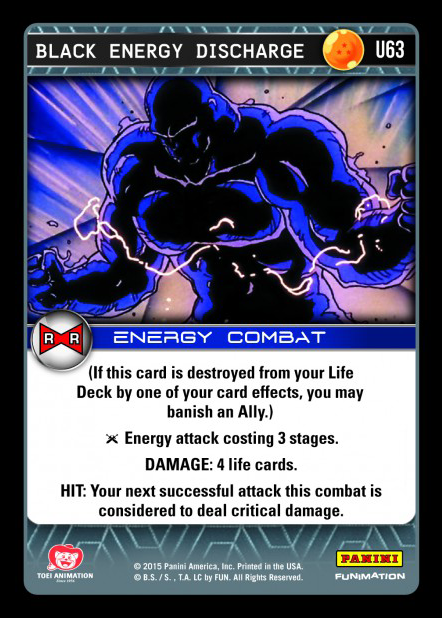 BLACK ENERGY DISCHARGE U63
R R ENERGY COMBAT
(If this card is destroyed from your Life
Deck by one of your card effects, you may
banish an Ally.)
Energy attack costing 3 stages.
DAMAGE: 4 life cards.
HIT: Your next successful attack this combat is
considered to deal critical damage.
TOEI ANIMATION
Since 1956
© 2015 Panini America, Inc. Printed in the USA.
© B.S./S., T.A. LC by FUN. All Rights Reserved.
PANINI
FUNIMATION